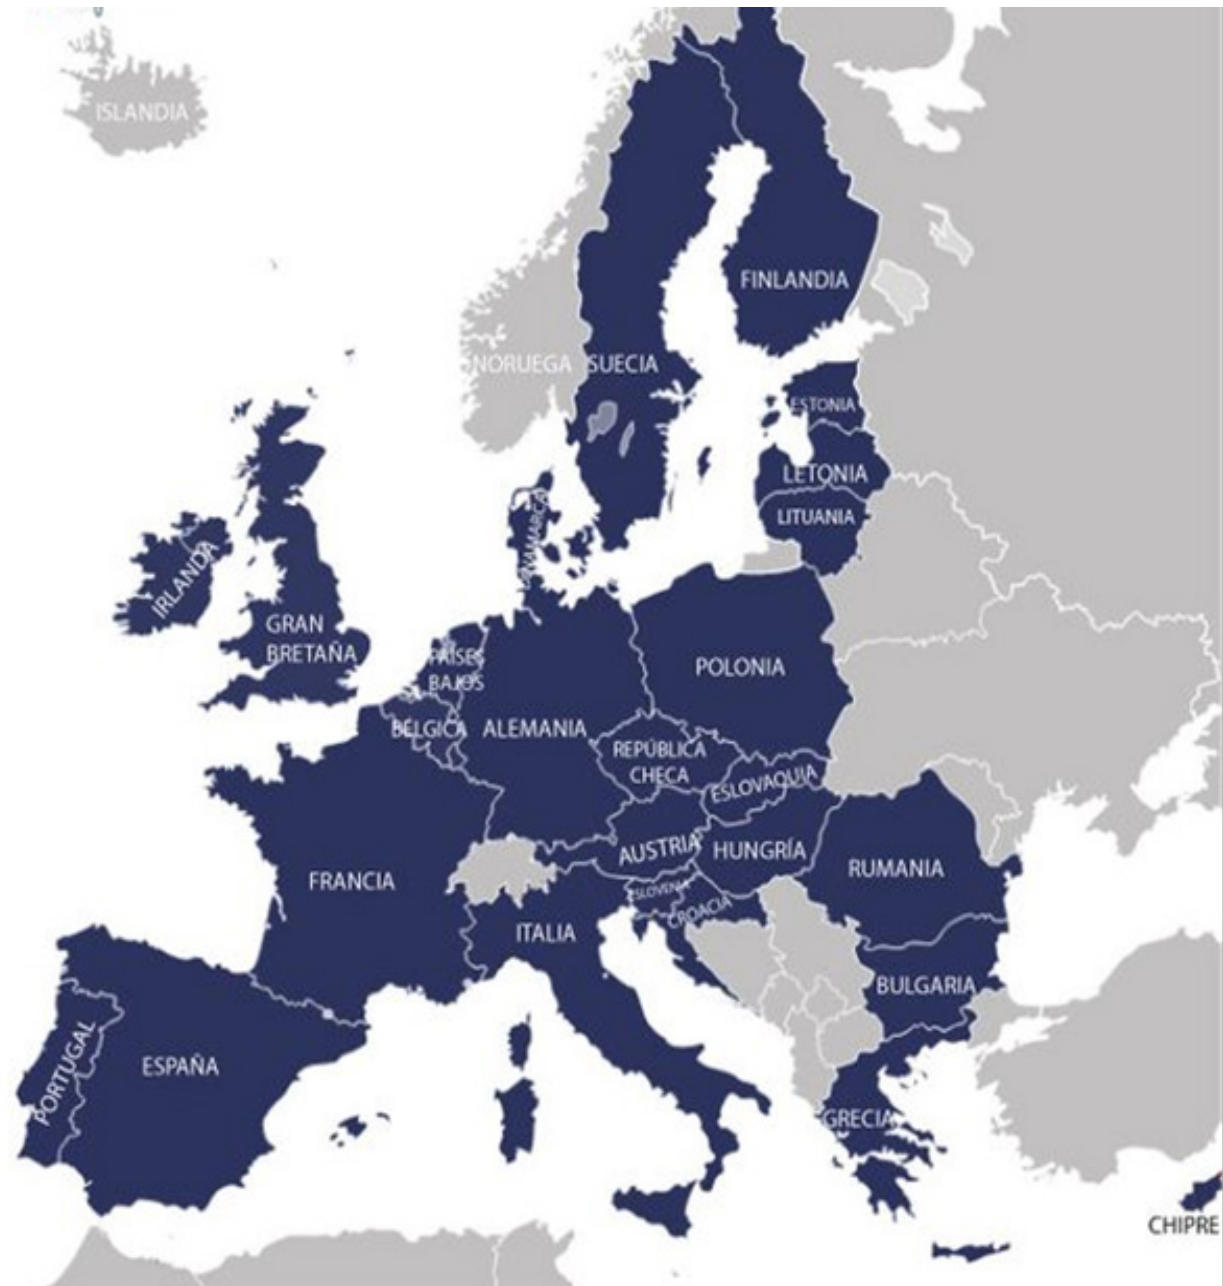 ISLANDIA
FINLANDIA
NORUEGA
SUECIA
ESTONIA
LETONIA
LITUANIA
IRLANDA
GRAN
BRETAÑA
PAÍSES
BAJOS
POLONIA
BÉLGICA
ALEMANIA
REPÚBLICA
CHECA
ESLOVAQUIA
AUSTRIA
HUNGRÍA
RUMANIA
FRANCIA
ESLOVENIA
CROACIA
ITALIA
BULGARIA
PORTUGAL
ESPAÑA
GRECIA
CHIPRE